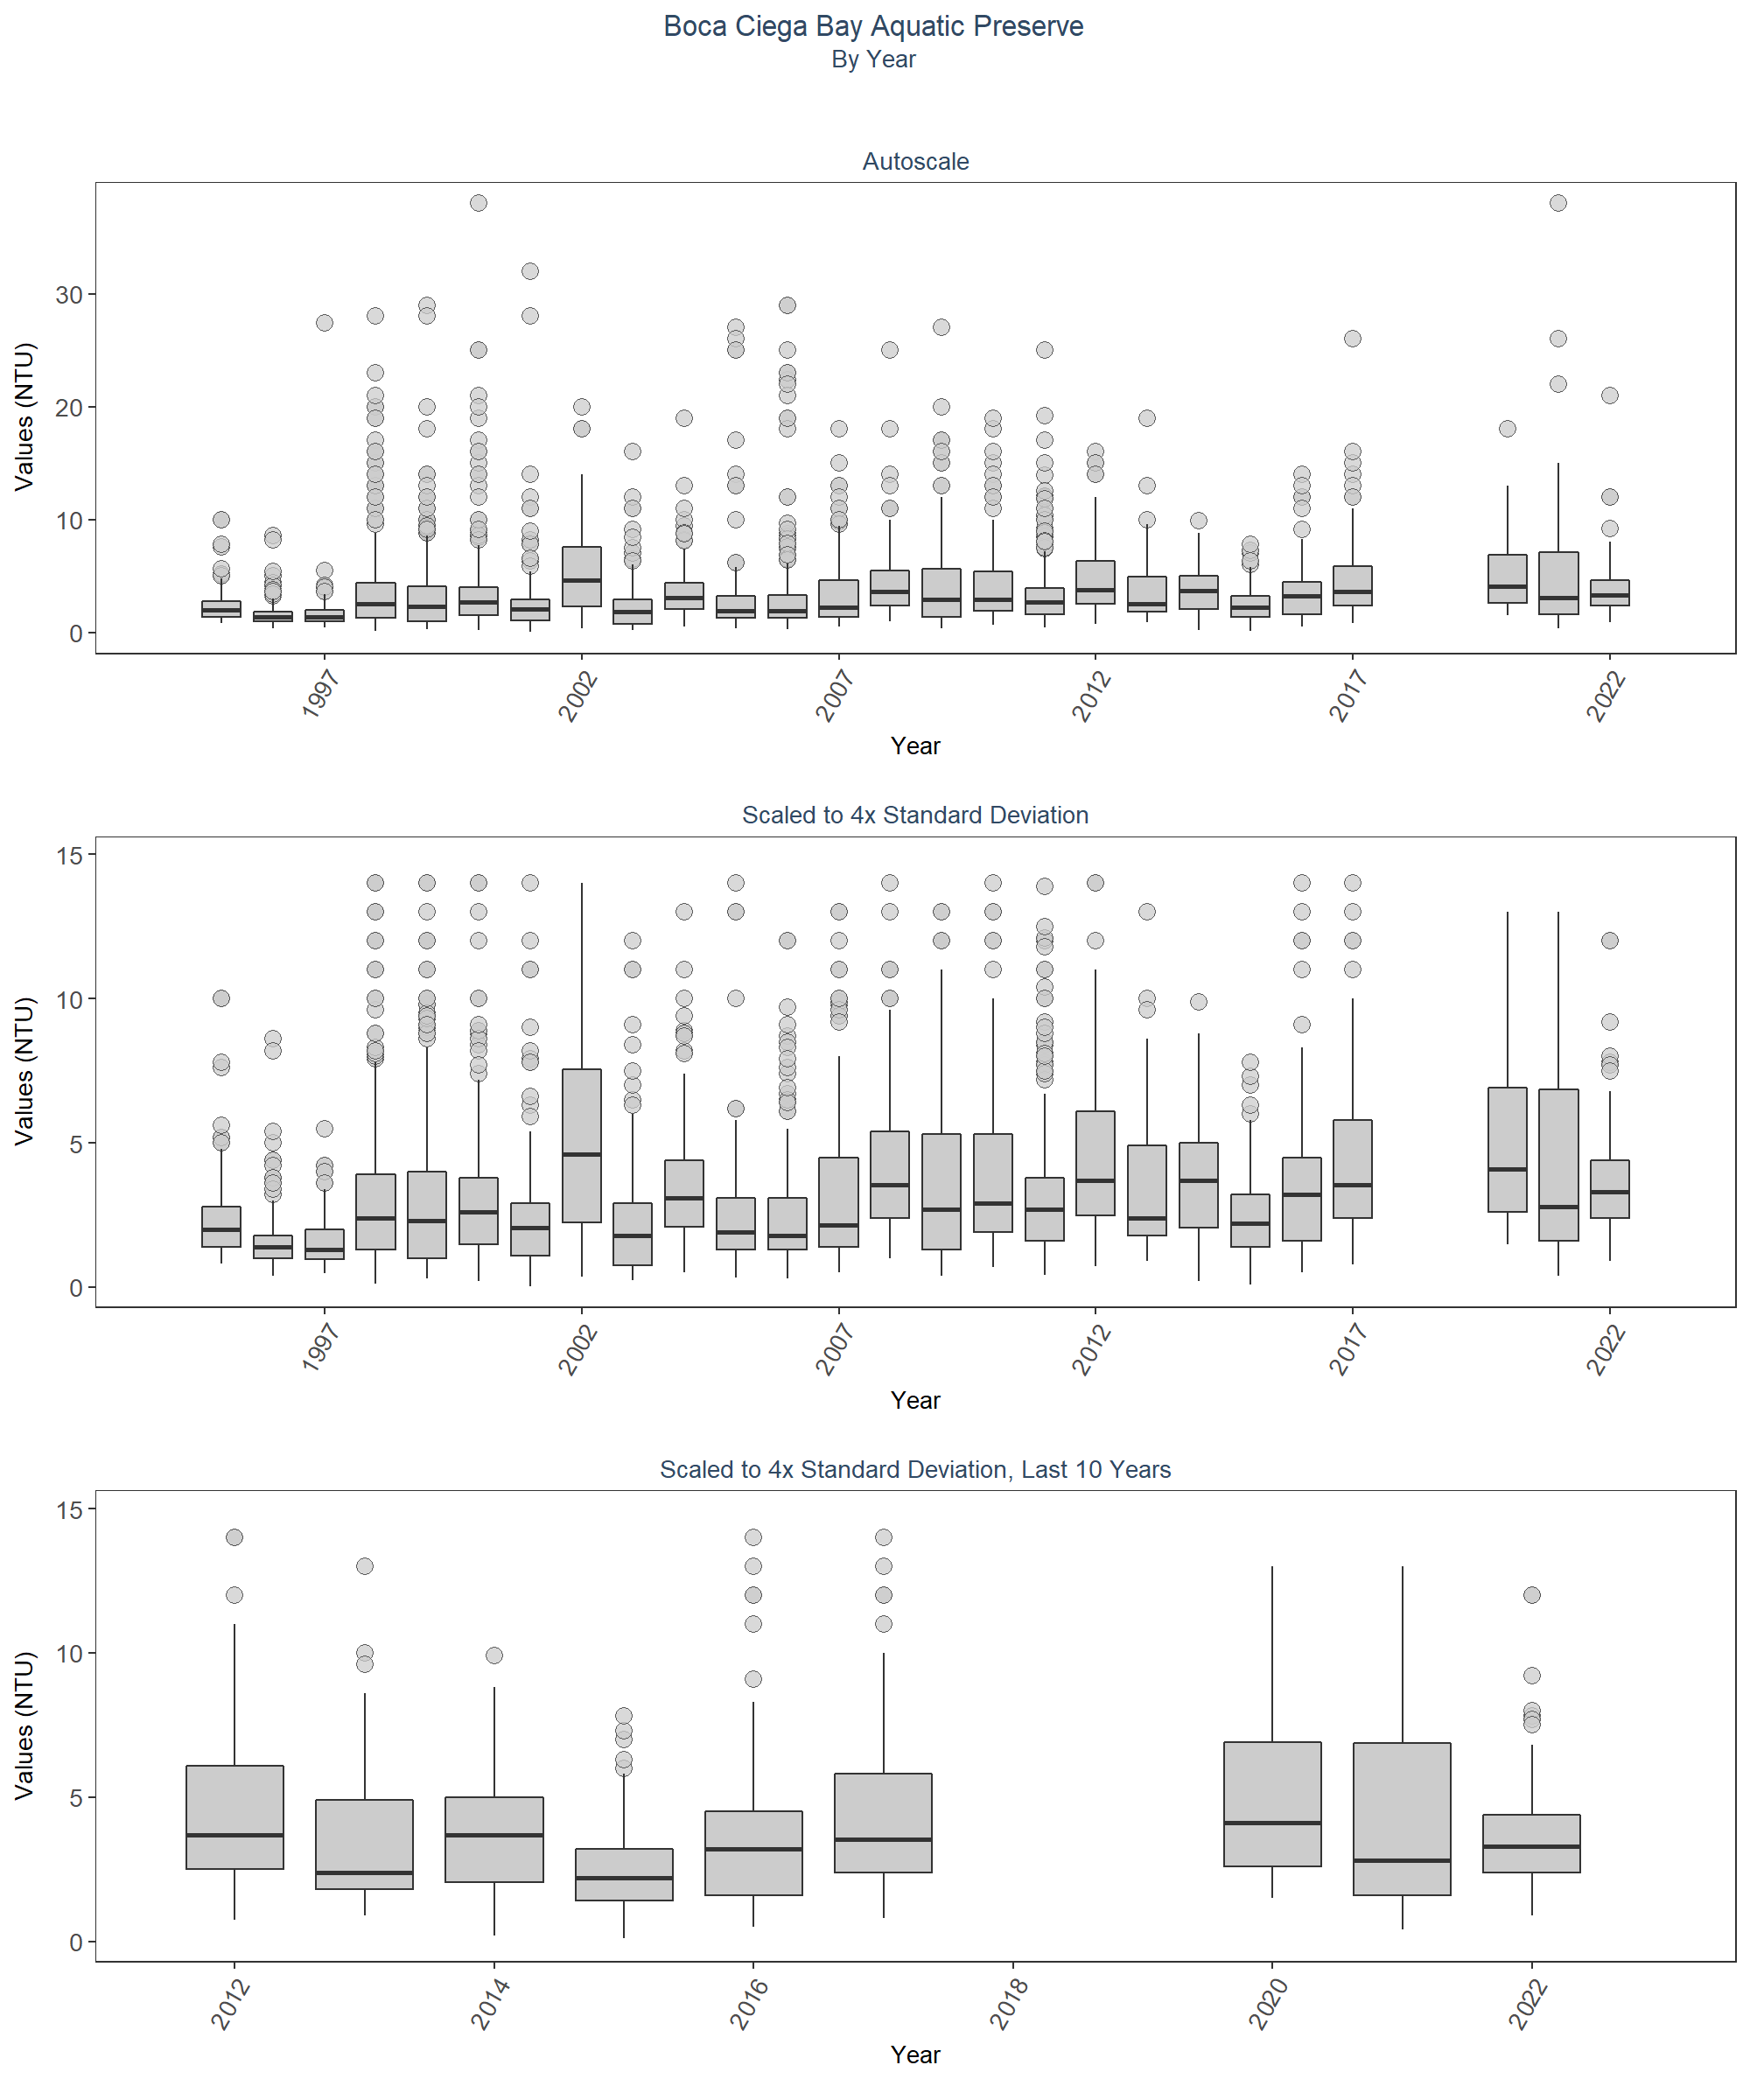 Boca Ciega Bay Aquatic Preserve
By Year
Autoscale
Values (NTU)
30
20
10
0
1997 2002 2007 2012 2017 2022
Year
Scaled to 4x Standard Deviation
Values (NTU)
15
10
5
0
1997 2002 2007 2012 2017 2022
Year
Scaled to 4x Standard Deviation, Last 10 Years
Values (NTU)
15
10
5
0
2012 2014 2016 2018 2020 2022
Year